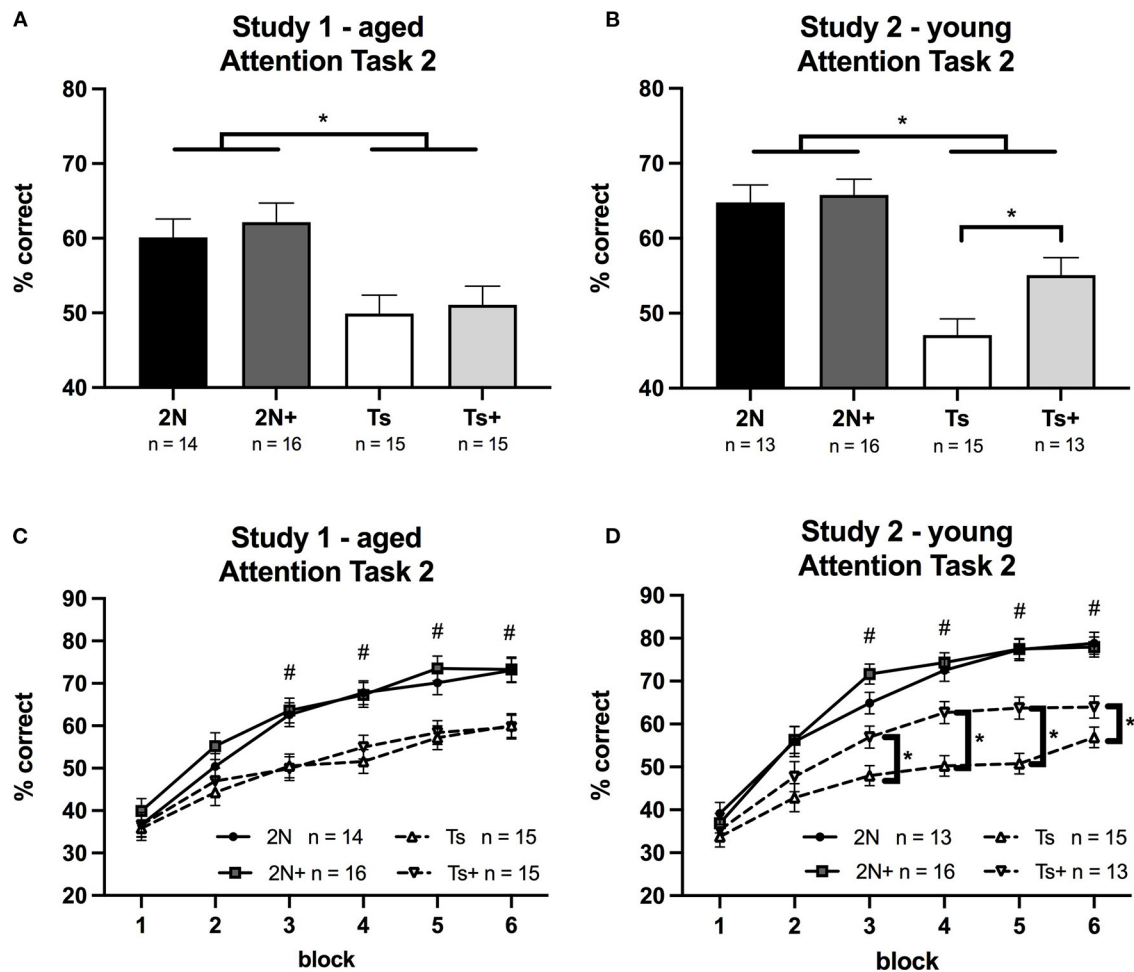 A
Study 1 - aged
Attention Task 2
% correct
80
70
60
50
40
*
2N
2N+
Ts
Ts+
n = 14
n = 16
n = 15
n = 15
B
Study 2 - young
Attention Task 2
% correct
80
70
60
50
40
*
*
2N
2N+
Ts
Ts+
n = 13
n = 16
n = 15
n = 13
C
Study 1 - aged
Attention Task 2
% correct
90
80
70
60
50
40
30
20
# # # #
2N n = 14
Ts n = 15
2N+ n = 16
Ts+ n = 15
1 2 3 4 5 6
block
D
Study 2 - young
Attention Task 2
% correct
90
80
70
60
50
40
30
20
# # # #
* * * *
2N n = 13
Ts n = 15
2N+ n = 16
Ts+ n = 13
1 2 3 4 5 6
block